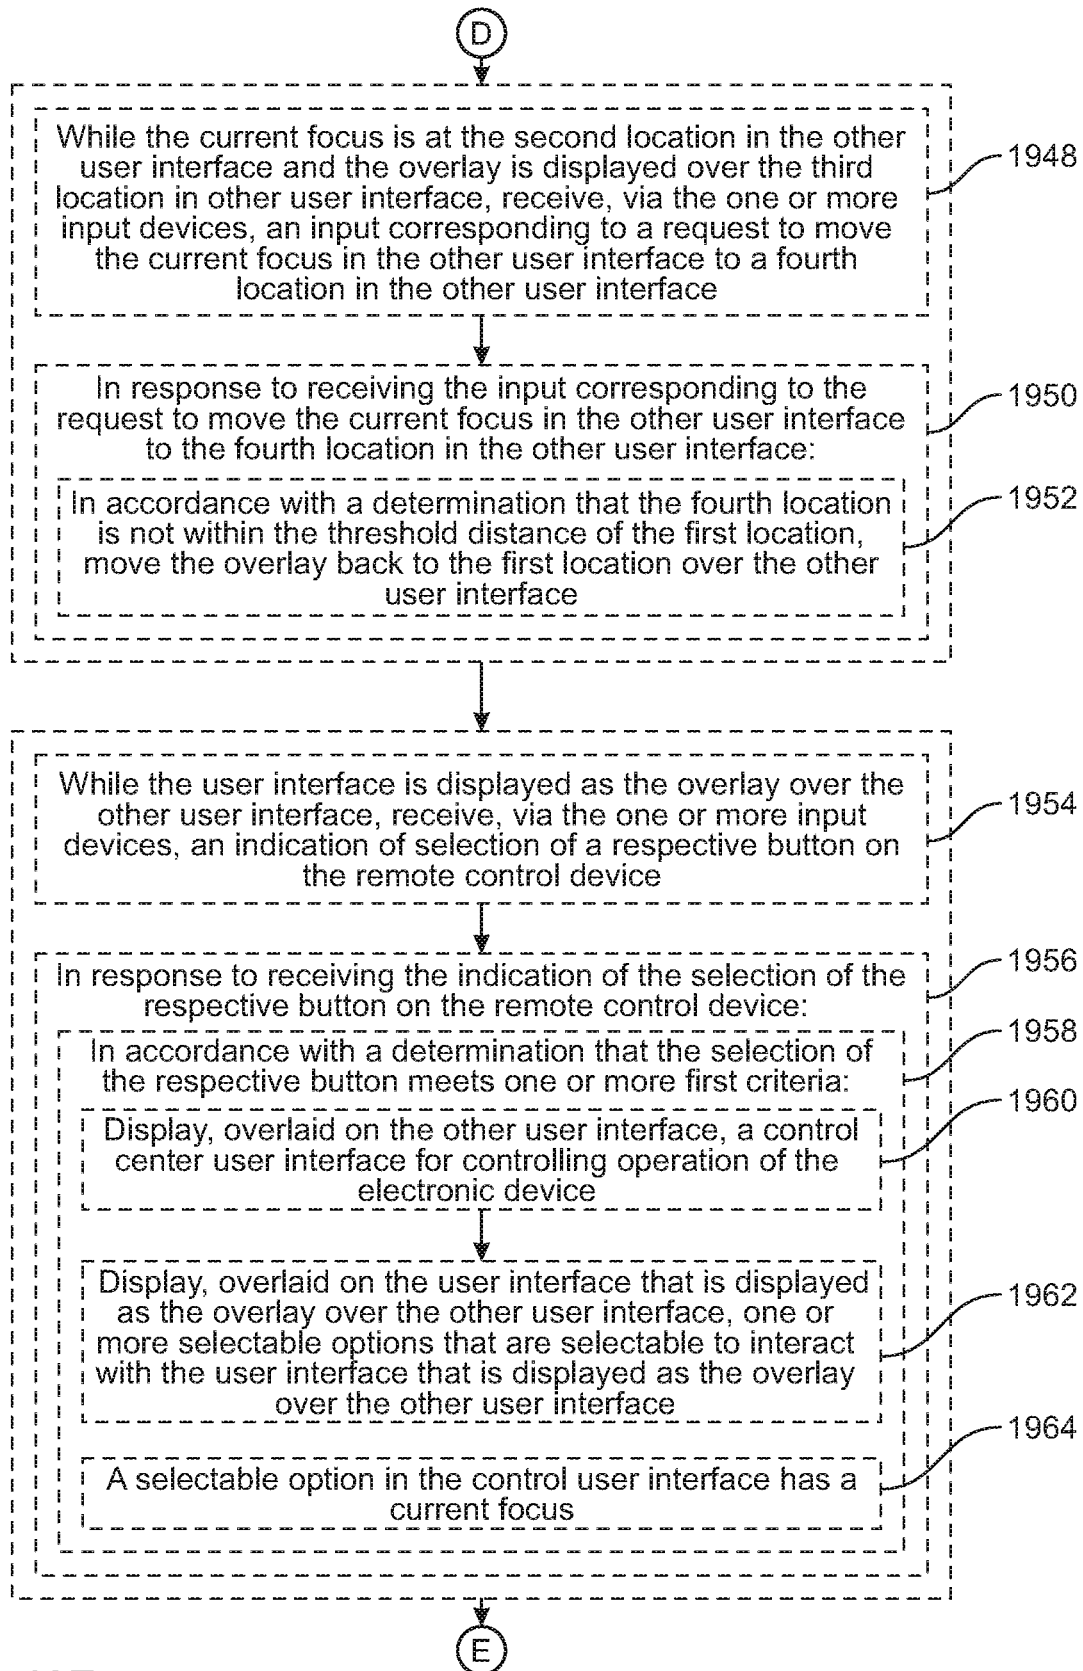 D
While the current focus is at the second location in the other
user interface and the overlay is displayed over the third
location in other user interface, receive, via the one or more
input devices, an input corresponding to a request to move
the current focus in the other user interface to a fourth
location in the other user interface
1948
In response to receiving the input corresponding to the
request to move the current focus in the other user interface
to the fourth location in the other user interface:
1950
In accordance with a determination that the fourth location
is not within the threshold distance of the first location,
move the overlay back to the first location over the other
user interface
1952
While the user interface is displayed as the overlay over the
other user interface, receive, via the one or more input
devices, an indication of selection of a respective button on
the remote control device
1954
In response to receiving the indication of the selection of the
respective button on the remote control device:
1956
In accordance with a determination that the selection of
the respective button meets one or more first criteria:
1958
Display, overlaid on the other user interface, a control
center user interface for controlling operation of the
electronic device
1960
Display, overlaid on the user interface that is displayed
as the overlay over the other user interface, one or
more selectable options that are selectable to interact
with the user interface that is displayed as the overlay
over the other user interface
1962
A selectable option in the control user interface has a
current focus
1964
E